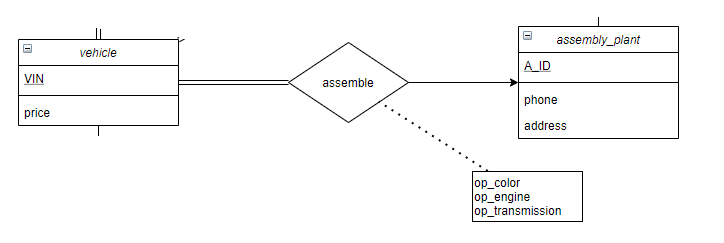 vehicle
VIN
price
assemble
assembly_plant
A_ID
phone
address
op_color
op_engine
op_transmission